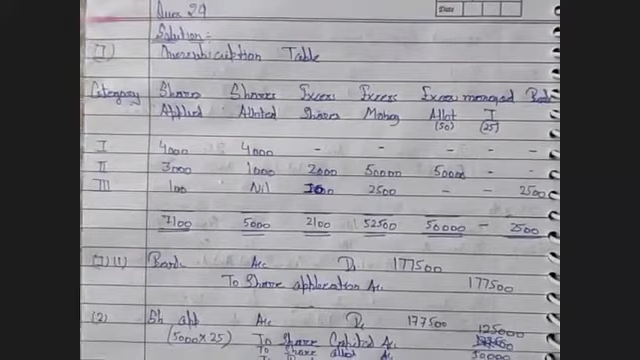 Ques 29
Date
Solution:-
(I) Oversubscription Table
Category Shares Shares Excess Excess Excess money used Bank
Applied Alloted Shares Money Allot I
(50) (25)
I 4000 4000 - - - - -
II 3000 1000 2000 50000 50000 - -
III 100 Nil 100 2500 - - 2500
7100 5000 2100 52500 50000 - 2500
(I)(1) Bank A/c Dr 177500
To Share application A/c 177500
(2) Sh app A/c Dr 177500
(5000×25) To Share Capital A/c 125000
To Share allot A/c 50000